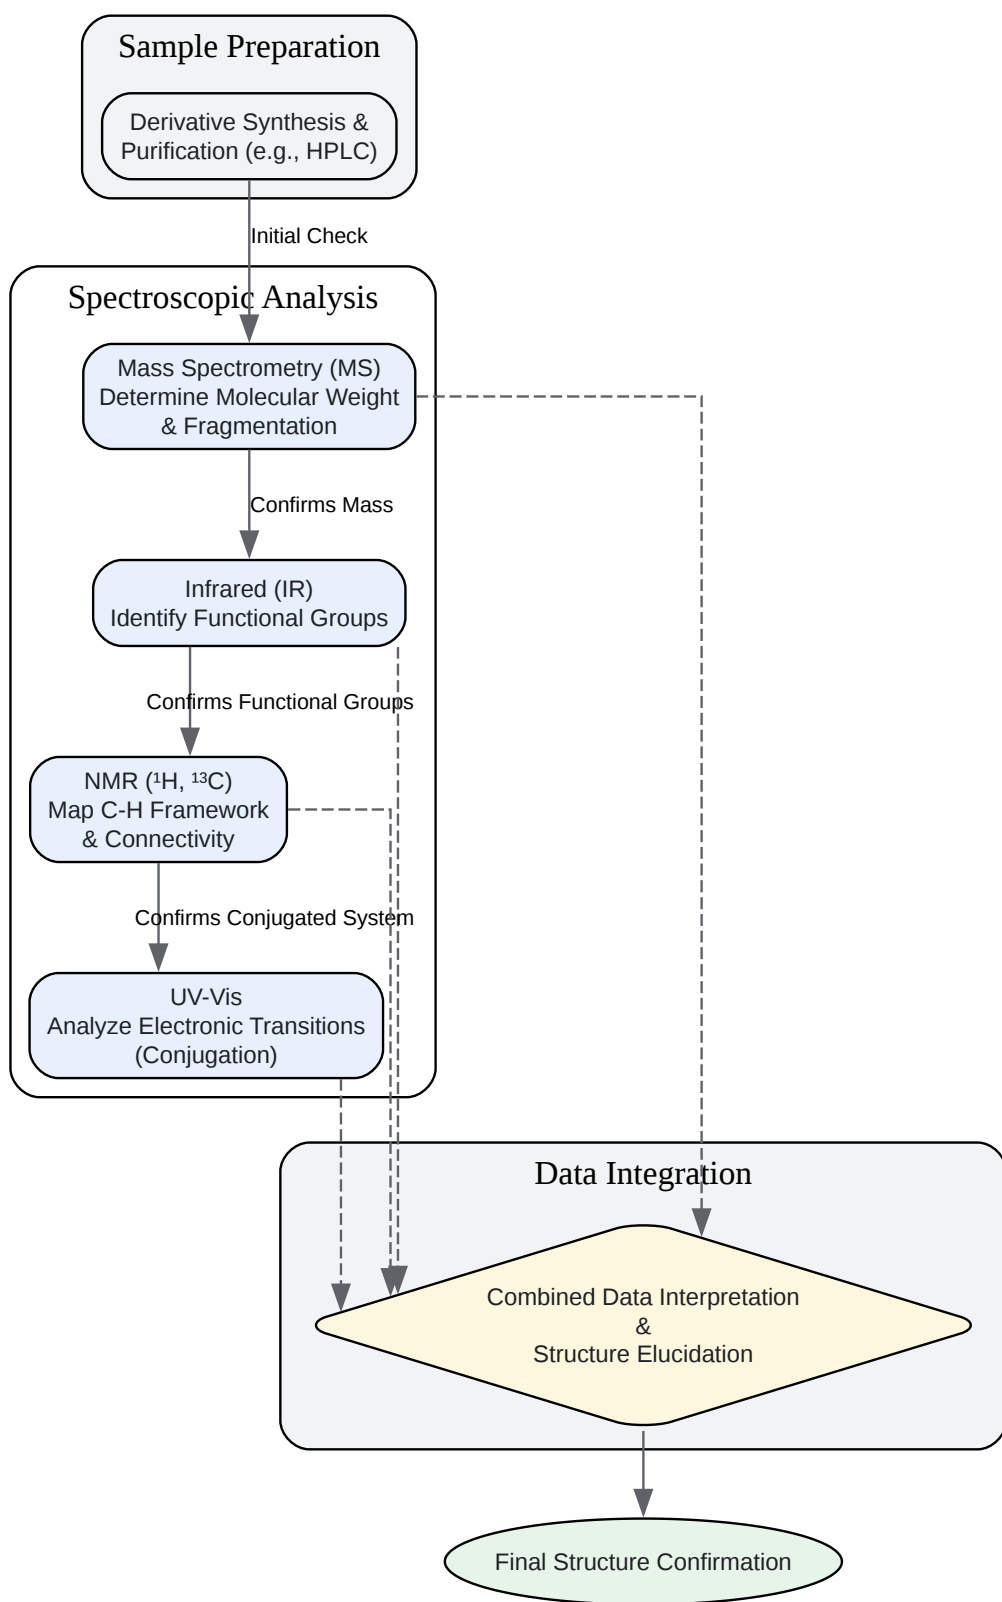 Sample Preparation
Derivative Synthesis &
Purification (e.g., HPLC)
Initial Check
Spectroscopic Analysis
Mass Spectrometry (MS)
Determine Molecular Weight
& Fragmentation
Confirms Mass
Infrared (IR)
Identify Functional Groups
Confirms Functional Groups
NMR (¹H, ¹³C)
Map C-H Framework
& Connectivity
Confirms Conjugated System
UV-Vis
Analyze Electronic Transitions
(Conjugation)
Data Integration
Combined Data Interpretation
&
Structure Elucidation
Final Structure Confirmation